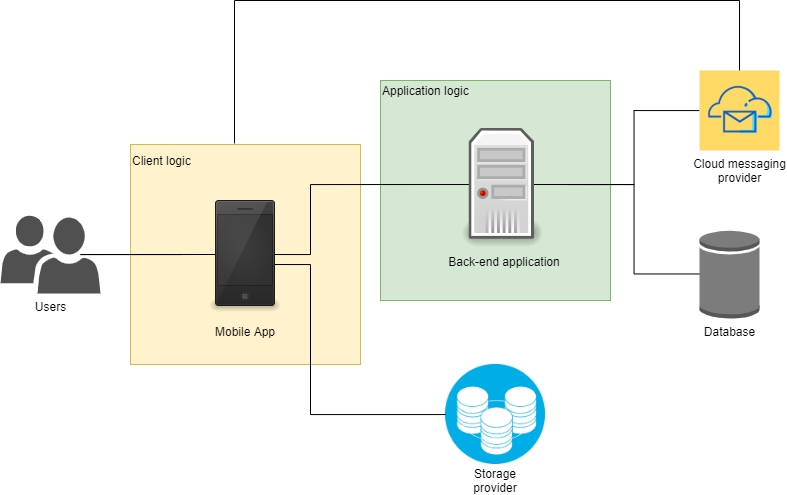 Application logic
Client logic
Cloud messaging
provider
Back-end application
Users
Mobile App
Database
Storage
provider